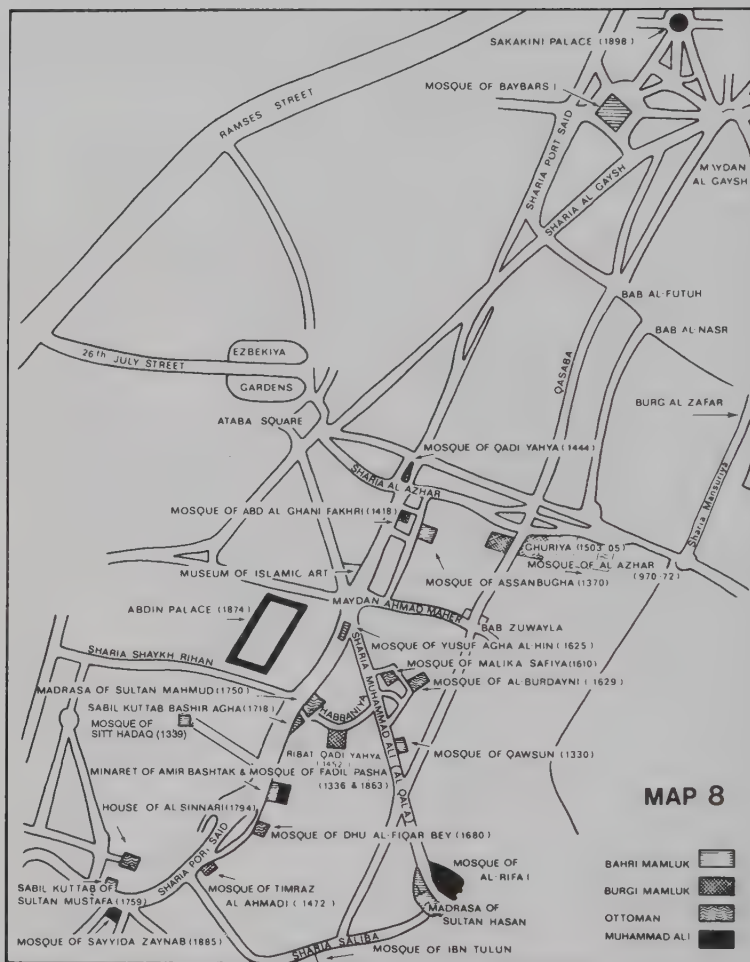 SAKAKINI PALACE (1898)
MOSQUE OF BAYBARS I
RAMSES STREET
SHARIA PORT SAID
SHARIA AL GAYSH
MAYDAN
AL GAYSH
BAB AL-FUTUH
BAB AL-NASR
26th JULY STREET
EZBEKIYA
GARDENS
QASABA
BURG AL ZAFAR
ATABA SQUARE
MOSQUE OF QADI YAHYA (1444)
SHARIA AL AZHAR
Sharia Mansuriya
MOSQUE OF ABD AL GHANI FAKHRI (1418)
GHURIYA (1503-05)
MOSQUE OF AL AZHAR
(970-72)
MUSEUM OF ISLAMIC ART
MOSQUE OF ASSANBUGHA (1370)
ABDIN PALACE (1874)
MAYDAN AHMAD MAHER
BAB ZUWAYLA
MOSQUE OF YUSUF AGHA AL HIN (1625)
SHARIA SHAYKH RIHAN
MOSQUE OF MALIKA SAFIYA (1610)
MOSQUE OF AL-BURDAYNI (1629)
SHARIA MUHAMMAD ALI (AL QALA)
MADRASA OF SULTAN MAHMUD (1750)
HABBANIYA
SABIL KUTTAB BASHIR AGHA (1718)
MOSQUE OF
SITT HADAQ (1339)
RIBAT QADI YAHYA
(1452)
MOSQUE OF QAWSUN (1330)
MINARET OF AMIR BASHTAK & MOSQUE OF FADIL PASHA
(1336 & 1863)
MAP 8
HOUSE OF AL SINNARI (1794)
SHARIA PORT SAID
MOSQUE OF DHU AL-FIQAR BEY (1680)
BAHRI MAMLUK
BURGI MAMLUK
OTTOMAN
MUHAMMAD ALI
MOSQUE OF
AL-RIFAI
SABIL KUTTAB OF
SULTAN MUSTAFA (1759)
MOSQUE OF TIMRAZ
AL AHMADI (1472)
MADRASA OF
SULTAN HASAN
MOSQUE OF SAYYIDA ZAYNAB (1885)
SHARIA SALIBA
MOSQUE OF IBN TULUN